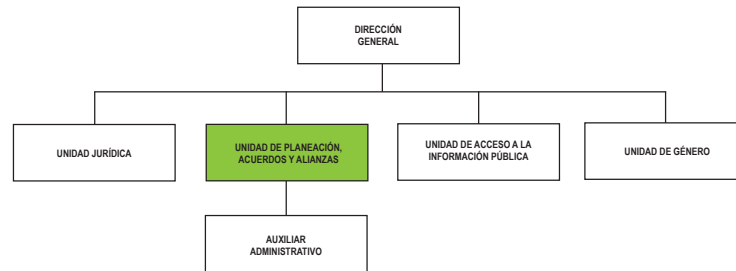 DIRECCIÓN
GENERAL
UNIDAD JURÍDICA
UNIDAD DE PLANEACIÓN,
ACUERDOS Y ALIANZAS
UNIDAD DE ACCESO A LA
INFORMACIÓN PÚBLICA
UNIDAD DE GÉNERO
AUXILIAR
ADMINISTRATIVO